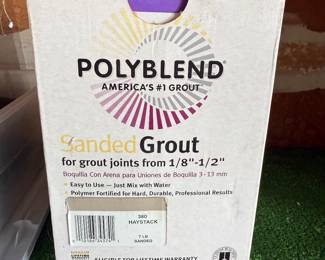 POLYBLEND®
AMERICA'S #1 GROUT
Sanded Grout
for grout joints from 1/8"-1/2"
Boquilla Con Arena para Uniones de Boquilla 3-13 mm
• Easy to Use — Just Mix with Water
• Polymer Fortified for Hard, Durable, Professional Results
380
HAYSTACK
7 LB
SANDED
ELIGIBLE FOR LIFETIME WARRANTY